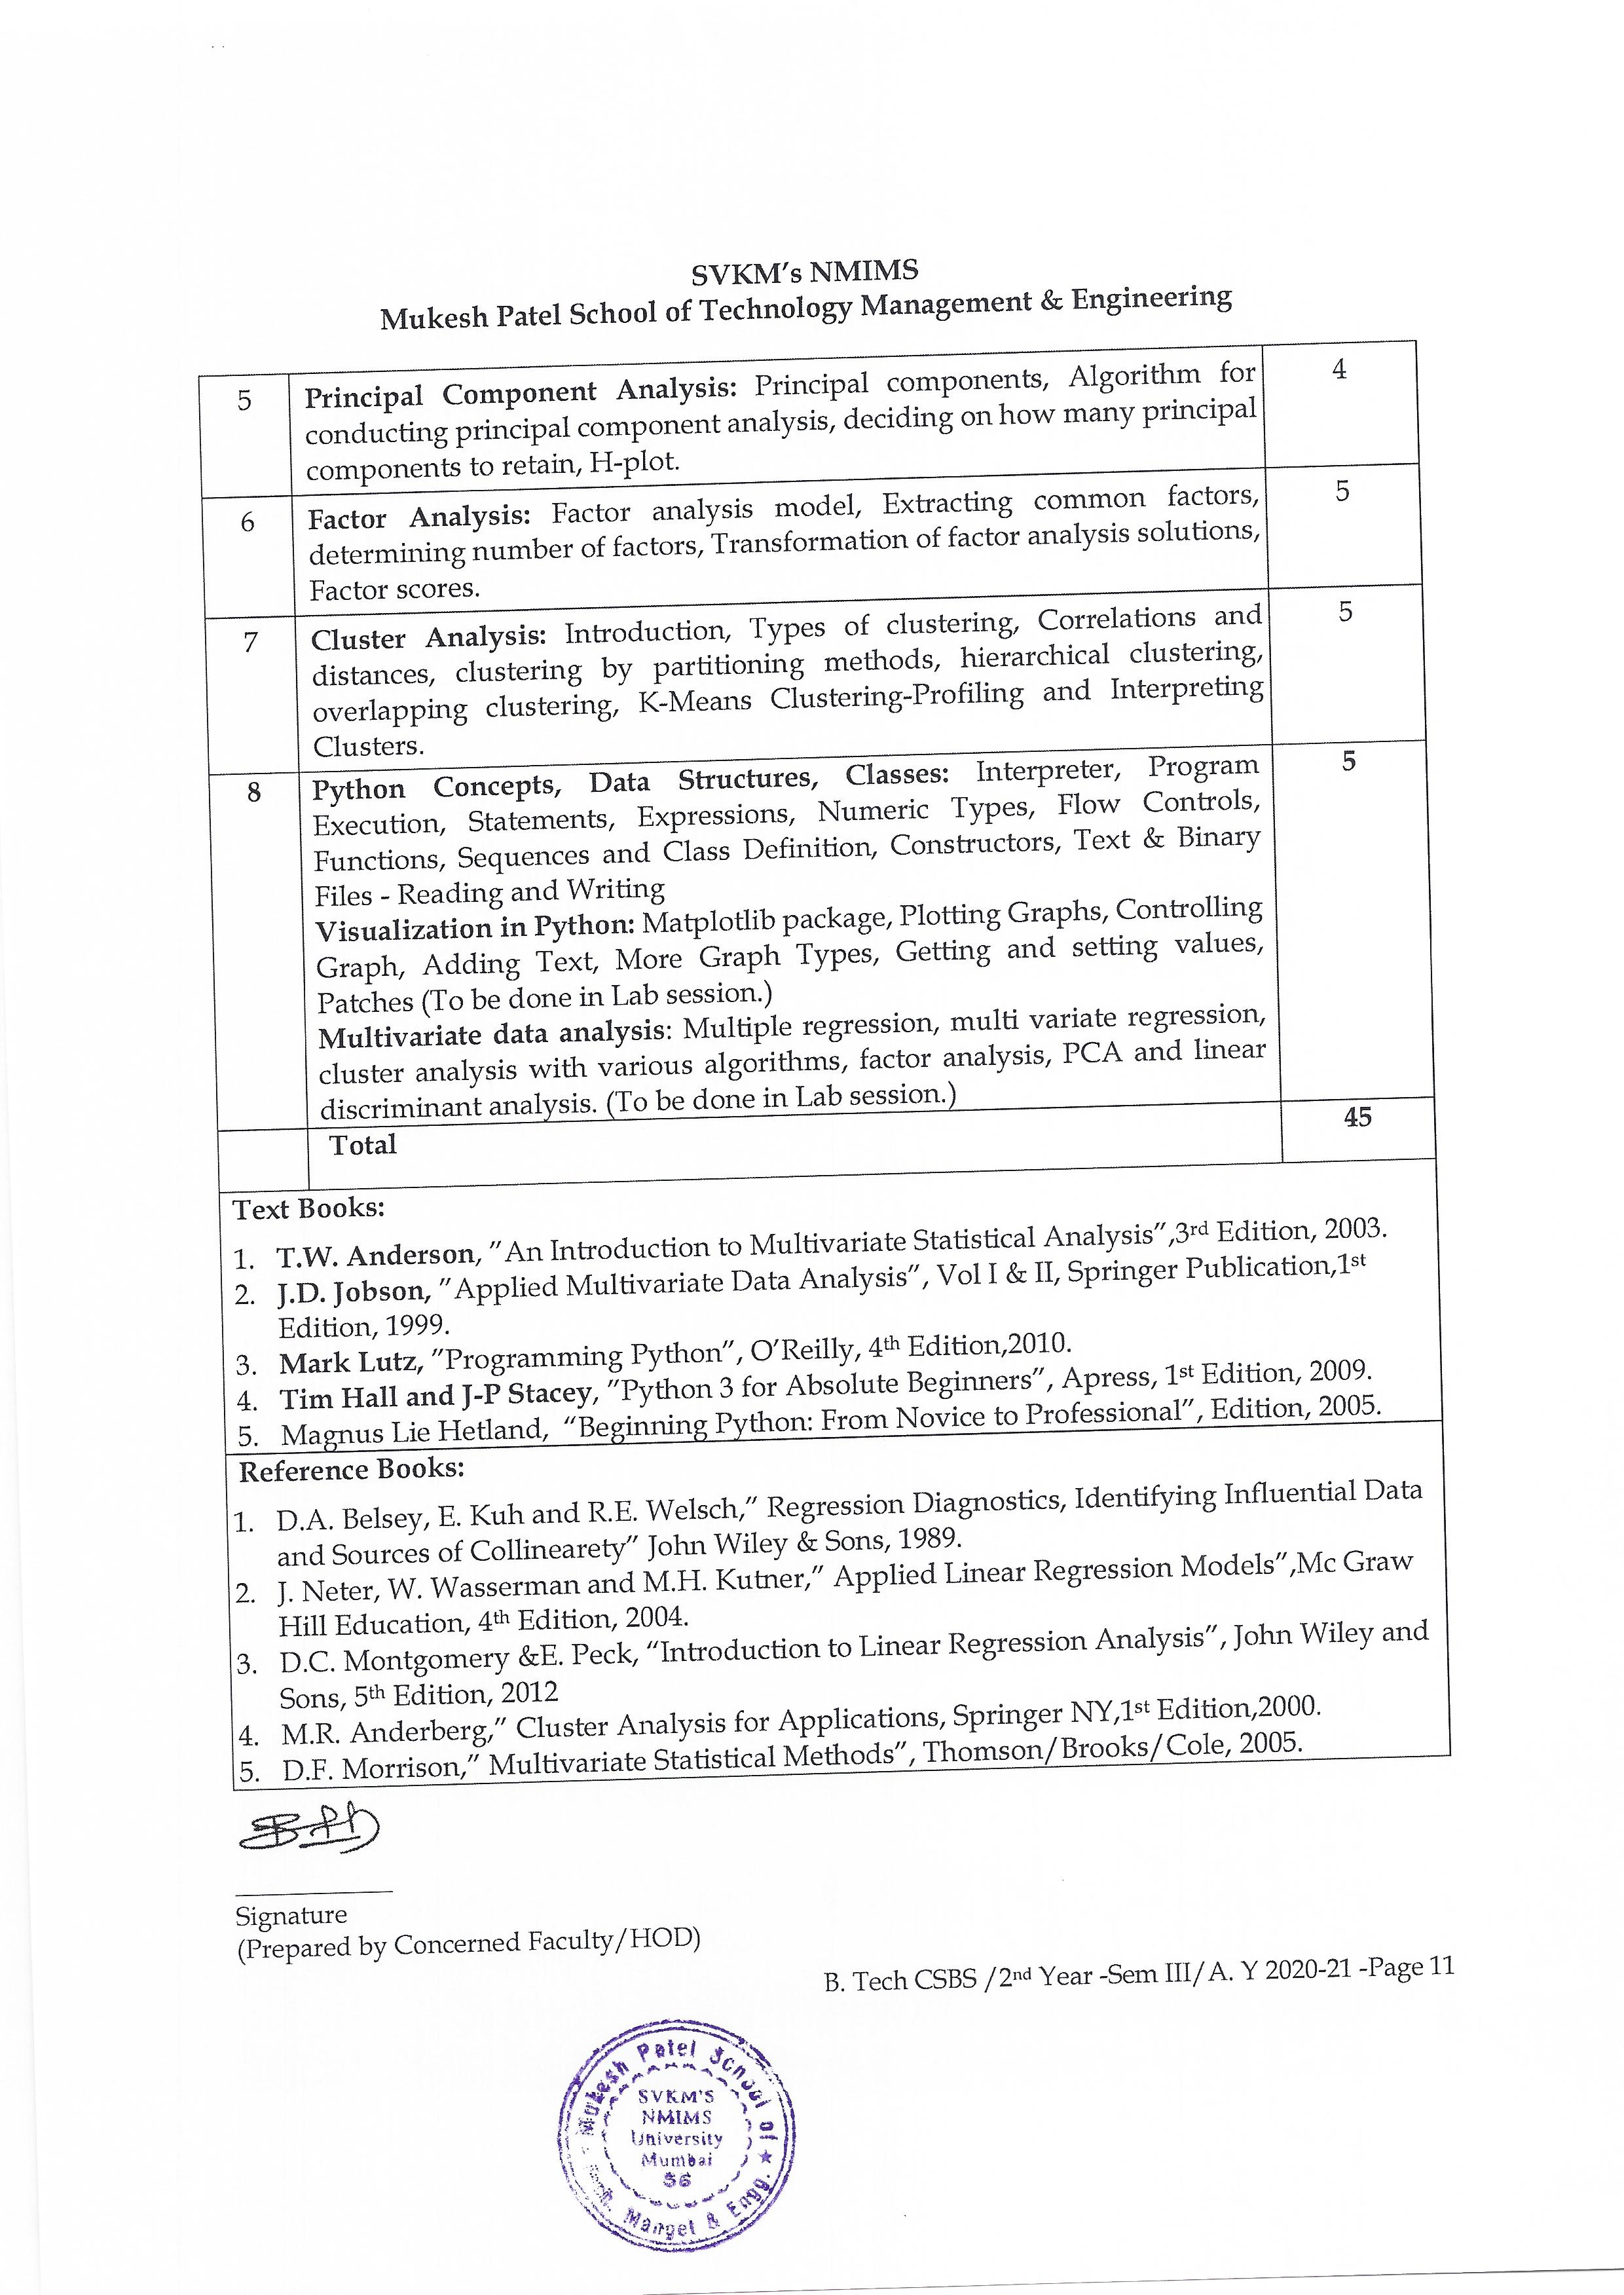 SVKM's NMIMS
Mukesh Patel School of Technology Management & Engineering
5 Principal Component Analysis: Principal components, Algorithm for 4
conducting principal component analysis, deciding on how many principal
components to retain, H-plot.
6 Factor Analysis: Factor analysis model, Extracting common factors, 5
determining number of factors, Transformation of factor analysis solutions,
Factor scores.
7 Cluster Analysis: Introduction, Types of clustering, Correlations and 5
distances, clustering by partitioning methods, hierarchical clustering,
overlapping clustering, K-Means Clustering-Profiling and Interpreting
Clusters.
8 Python Concepts, Data Structures, Classes: Interpreter, Program 5
Execution, Statements, Expressions, Numeric Types, Flow Controls,
Functions, Sequences and Class Definition, Constructors, Text & Binary
Files - Reading and Writing
Visualization in Python: Matplotlib package, Plotting Graphs, Controlling
Graph, Adding Text, More Graph Types, Getting and setting values,
Patches (To be done in Lab session.)
Multivariate data analysis: Multiple regression, multi variate regression,
cluster analysis with various algorithms, factor analysis, PCA and linear
discriminant analysis. (To be done in Lab session.)
Total 45
Text Books:
1. T.W. Anderson, "An Introduction to Multivariate Statistical Analysis",3rd Edition, 2003.
2. J.D. Jobson, "Applied Multivariate Data Analysis", Vol I & II, Springer Publication,1st
Edition, 1999.
3. Mark Lutz, "Programming Python", O'Reilly, 4th Edition,2010.
4. Tim Hall and J-P Stacey, "Python 3 for Absolute Beginners", Apress, 1st Edition, 2009.
5. Magnus Lie Hetland, "Beginning Python: From Novice to Professional", Edition, 2005.
Reference Books:
1. D.A. Belsey, E. Kuh and R.E. Welsch," Regression Diagnostics, Identifying Influential Data
and Sources of Collinearety" John Wiley & Sons, 1989.
2. J. Neter, W. Wasserman and M.H. Kutner," Applied Linear Regression Models",Mc Graw
Hill Education, 4th Edition, 2004.
3. D.C. Montgomery &E. Peck, "Introduction to Linear Regression Analysis", John Wiley and
Sons, 5th Edition, 2012
4. M.R. Anderberg," Cluster Analysis for Applications, Springer NY,1st Edition,2000.
5. D.F. Morrison," Multivariate Statistical Methods", Thomson/Brooks/Cole, 2005.
Signature
(Prepared by Concerned Faculty/HOD)
B. Tech CSBS /2nd Year -Sem III/A. Y 2020-21 -Page 11
Mukesh Patel School of
Manget & Engg.
SVKM'S
NMIMS
University
Mumbai
56